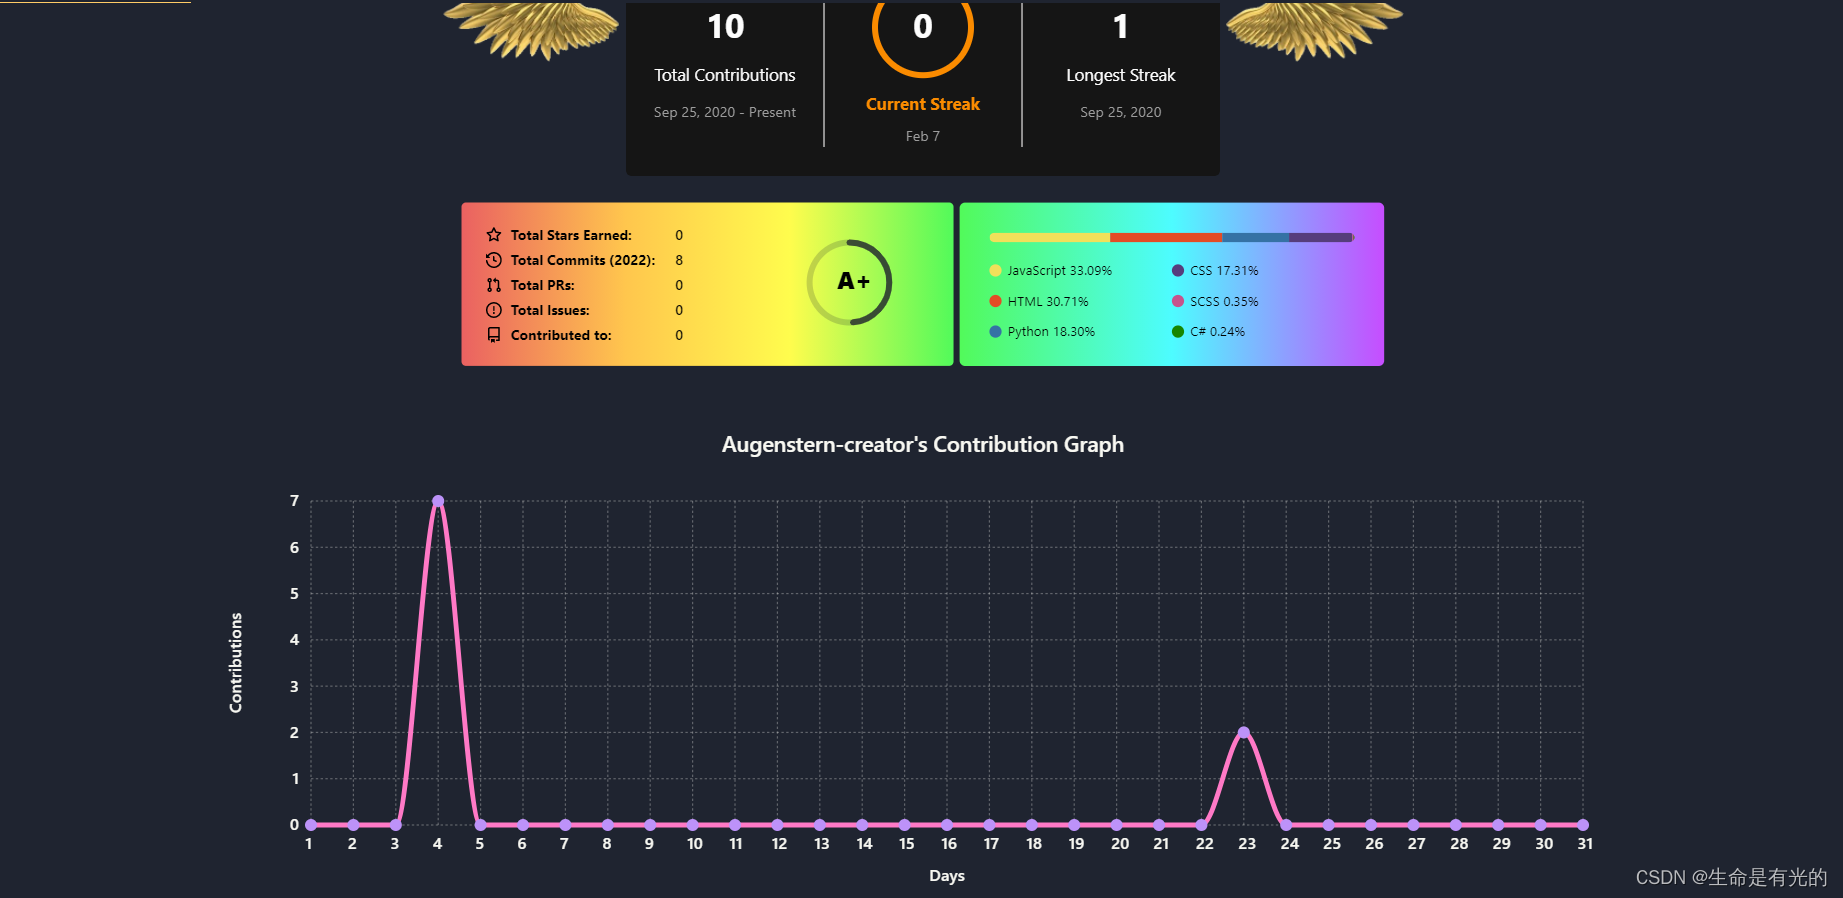 10
Total Contributions
Sep 25, 2020 - Present
0
Current Streak
Feb 7
1
Longest Streak
Sep 25, 2020
Total Stars Earned: 0
Total Commits (2022): 8
Total PRs: 0
Total Issues: 0
Contributed to: 0
A+
JavaScript 33.09%
HTML 30.71%
Python 18.30%
CSS 17.31%
SCSS 0.35%
C# 0.24%
Augenstern-creator's Contribution Graph
Contributions
7
6
5
4
3
2
1
0
1 2 3 4 5 6 7 8 9 10 11 12 13 14 15 16 17 18 19 20 21 22 23 24 25 26 27 28 29 30 31
Days
CSDN @生命是有光的